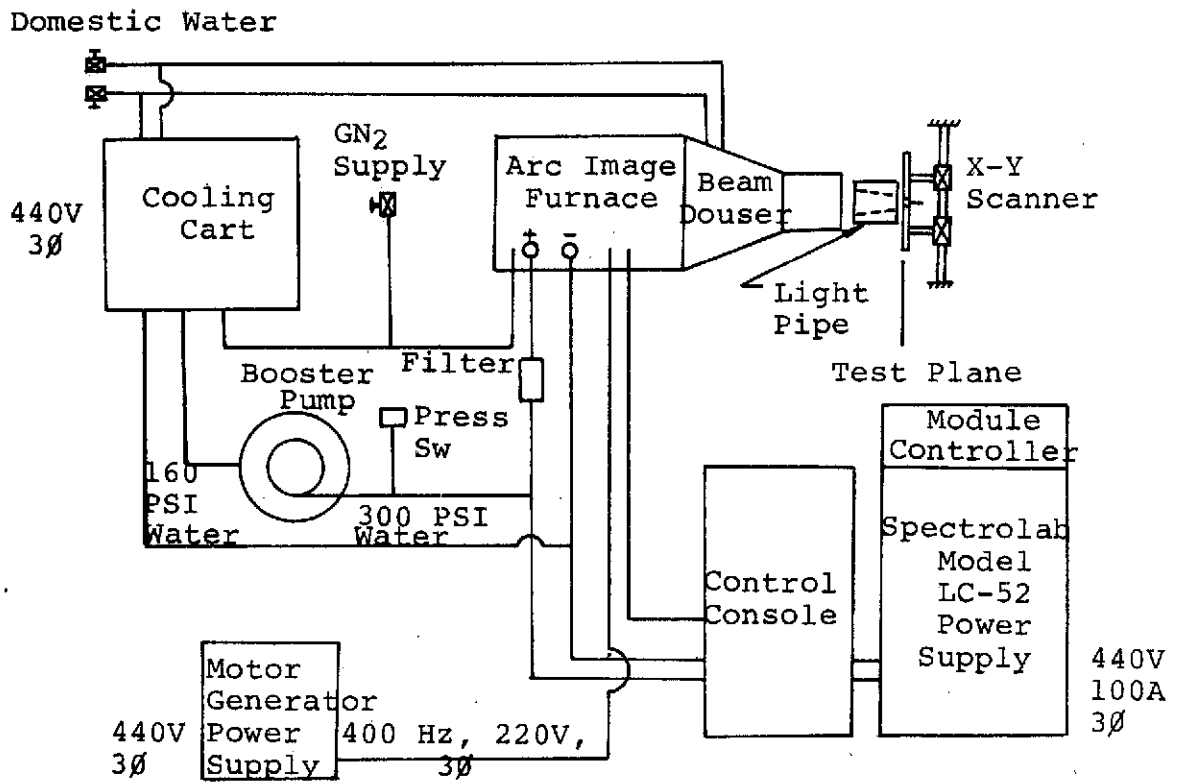 Domestic Water
GN2
Supply
Arc Image
Furnace
Beam
Douser
X-Y
Scanner
Cooling
Cart
440V
3Ø
+
-
Light
Pipe
Filter
Test Plane
Booster
Pump
Press
Sw
160
PSI
Water
300 PSI
Water
Module
Controller
Spectrolab
Model
LC-52
Power
Supply
Control
Console
440V
100A
3Ø
Motor
Generator
Power
Supply
440V
3Ø
400 Hz, 220V,
3Ø